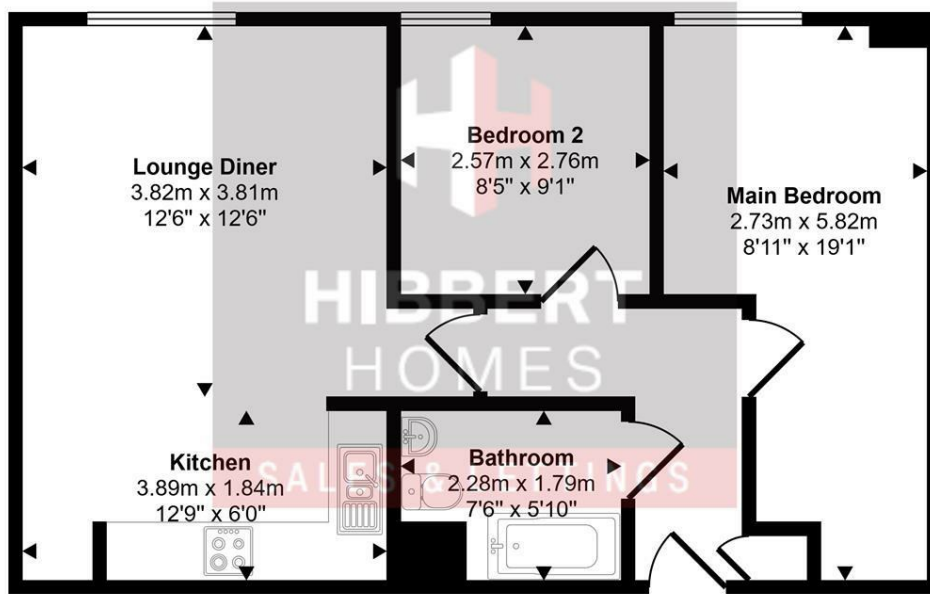 Lounge Diner
3.82m x 3.81m
12'6" x 12'6"
Bedroom 2
2.57m x 2.76m
8'5" x 9'1"
Main Bedroom
2.73m x 5.82m
8'11" x 19'1"
HIBBERT
HOMES
SALES & LETTINGS
Kitchen
3.89m x 1.84m
12'9" x 6'0"
Bathroom
2.28m x 1.79m
7'6" x 5'10"